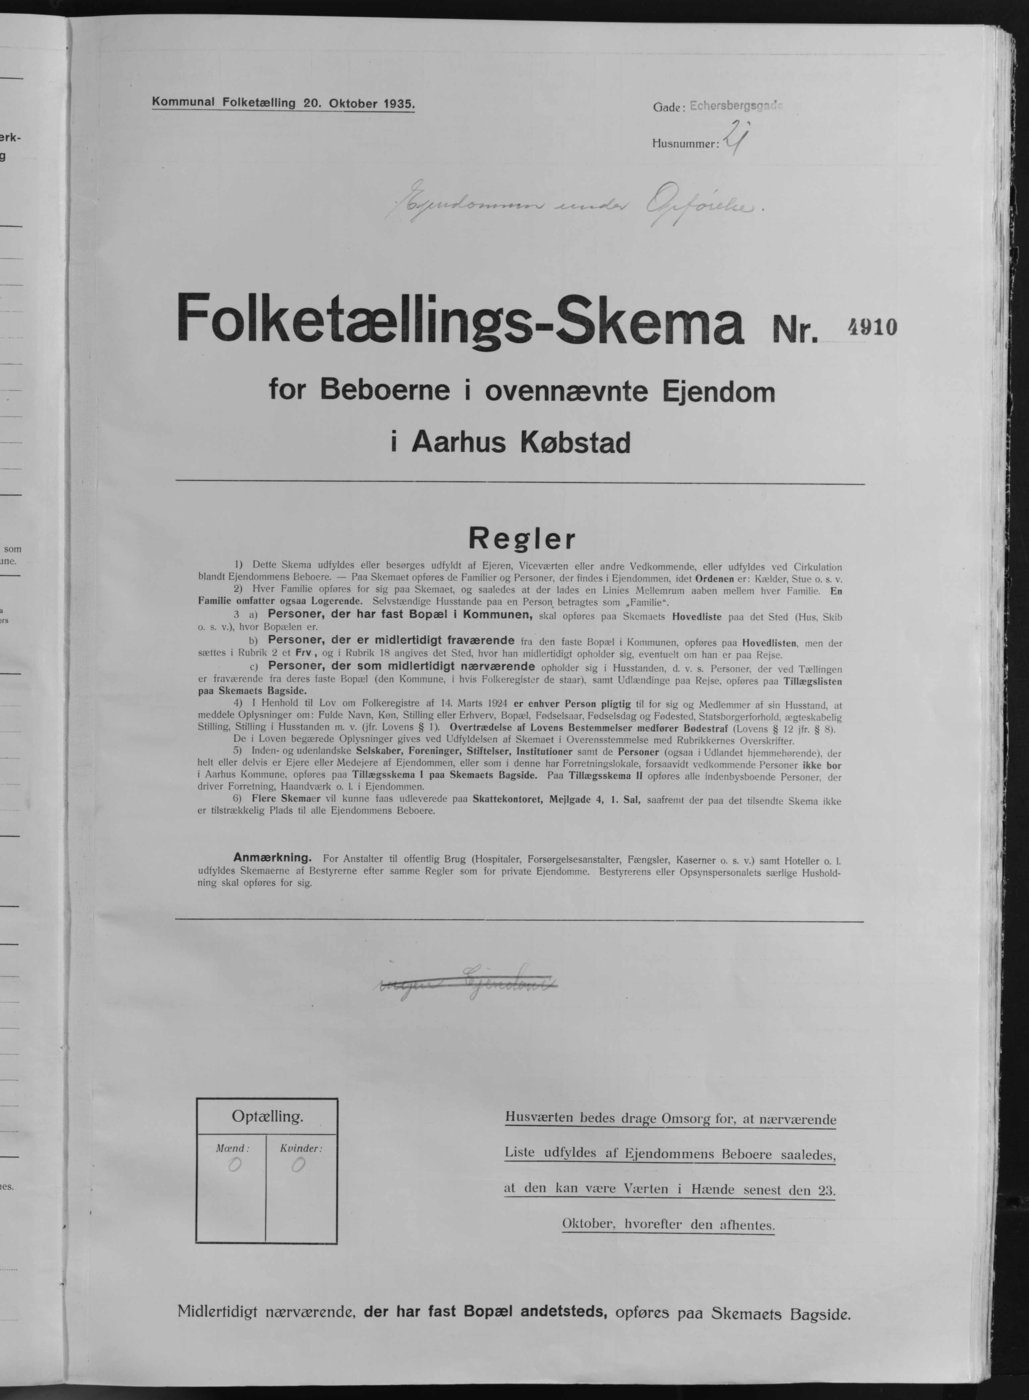 Kommunal Folketælling 20. Oktober 1935.
Gade: Echersbergsgade
Husnummer: 21
Ejendommen under Opførelse.
Folketællings-Skema Nr. 4910
for Beboerne i ovennævnte Ejendom
i Aarhus Købstad
Regler
1) Dette Skema udfyldes eller besørges udfyldt af Ejeren, Viceværten eller andre Vedkommende, eller udfyldes ved Cirkulation
blandt Ejendommens Beboere. — Paa Skemaet opføres de Familier og Personer, der findes i Ejendommen, idet Ordenen er: Kælder, Stue o. s. v.
2) Hver Familie opføres for sig paa Skemaet, og saaledes at der lades en Linies Mellemrum aaben mellem hver Familie. En
Familie omfatter ogsaa Logerende. Selvstændige Husstande paa en Person betragtes som „Familie“.
3 a) Personer, der har fast Bopæl i Kommunen, skal opføres paa Skemaets Hovedliste paa det Sted (Hus, Skib
o. s. v.), hvor Bopælen er.
b) Personer, der er midlertidigt fraværende fra den faste Bopæl i Kommunen, opføres paa Hovedlisten, men der
sættes i Rubrik 2 et Frv, og i Rubrik 18 angives det Sted, hvor han midlertidigt opholder sig, eventuelt om han er paa Rejse.
c) Personer, der som midlertidigt nærværende opholder sig i Husstanden, d. v. s. Personer, der ved Tællingen
er fraværende fra deres faste Bopæl (den Kommune, i hvis Folkeregister de staar), samt Udlændinge paa Rejse, opføres paa Tillægslisten
paa Skemaets Bagside.
4) I Henhold til Lov om Folkeregistre af 14. Marts 1924 er enhver Person pligtig til for sig og Medlemmer af sin Husstand, at
meddele Oplysninger om: Fulde Navn, Køn, Stilling eller Erhverv, Bopæl, Fødselsaar, Fødselsdag og Fødested, Statsborgerforhold, ægteskabelig
Stilling, Stilling i Husstanden m. v. (jfr. Lovens § 1). Overtrædelse af Lovens Bestemmelser medfører Bødestraf (Lovens § 12 jfr. § 8).
De i Loven begærede Oplysninger gives ved Udfyldelsen af Skemaet i Overensstemmelse med Rubrikkernes Overskrifter.
5) Inden- og udenlandske Selskaber, Foreninger, Stiftelser, Institutioner samt de Personer (ogsaa i Udlandet hjemmehørende), der
helt eller delvis er Ejere eller Medejere af Ejendommen, eller som i denne har Forretningslokale, forsaavidt vedkommende Personer ikke bor
i Aarhus Kommune, opføres paa Tillægsskema I paa Skemaets Bagside. Paa Tillægsskema II opføres alle indenbysboende Personer, der
driver Forretning, Haandværk o. l. i Ejendommen.
6) Flere Skemaer vil kunne faas udleverede paa Skattekontoret, Mejlgade 4, 1. Sal, saafremt der paa det tilsendte Skema ikke
er tilstrækkelig Plads til alle Ejendommens Beboere.
Anmærkning. For Anstalter til offentlig Brug (Hospitaler, Forsørgelsesanstalter, Fængsler, Kaserner o. s. v.) samt Hoteller o. l.
udfyldes Skemaerne af Bestyrerne efter samme Regler som for private Ejendomme. Bestyrerens eller Opsynspersonalets særlige Hushold-
ning skal opføres for sig.
ingen Ejendom
Optælling.
Mænd: Kvinder:
0 0
Husværten bedes drage Omsorg for, at nærværende
Liste udfyldes af Ejendommens Beboere saaledes,
at den kan være Værten i Hænde senest den 23.
Oktober, hvorefter den afhentes.
Midlertidigt nærværende, der har fast Bopæl andetsteds, opføres paa Skemaets Bagside.